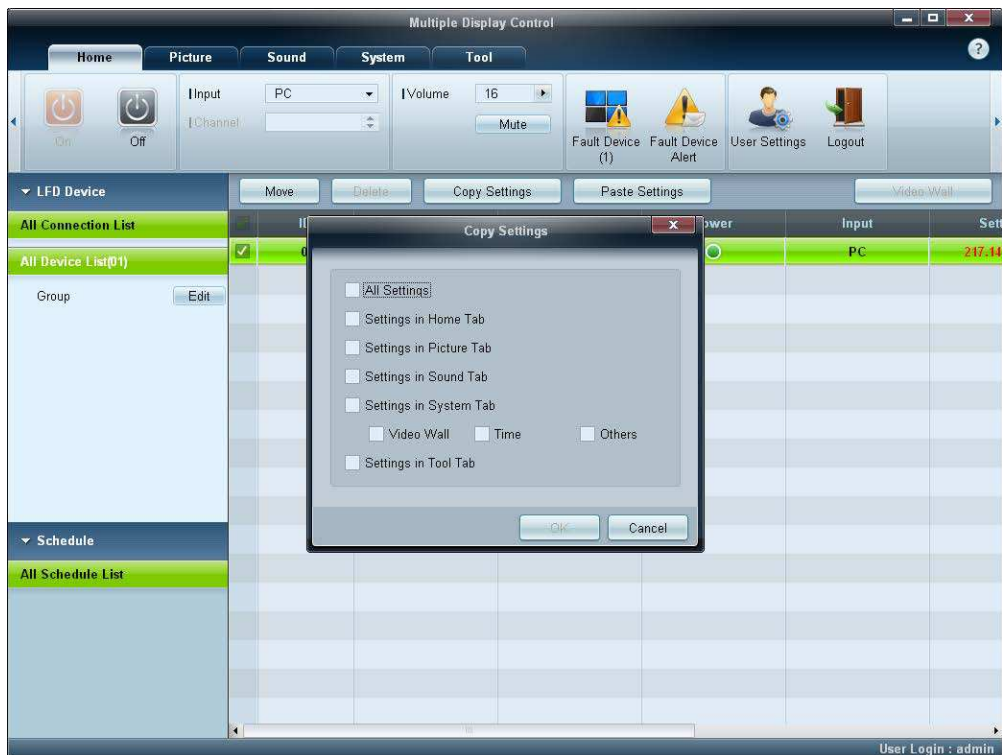 Multiple Display Control
Home Picture Sound System Tool
Input PC
Channel
Volume 16
Mute
On Off
Fault Device (1)
Fault Device Alert
User Settings
Logout
LFD Device
Move Delete Copy Settings Paste Settings Video Wall
All Connection List
Input
PC
217.14
All Device List(01)
Group Edit
Copy Settings
All Settings
Settings in Home Tab
Settings in Picture Tab
Settings in Sound Tab
Settings in System Tab
Video Wall Time Others
Settings in Tool Tab
OK Cancel
Schedule
All Schedule List
User Login : admin